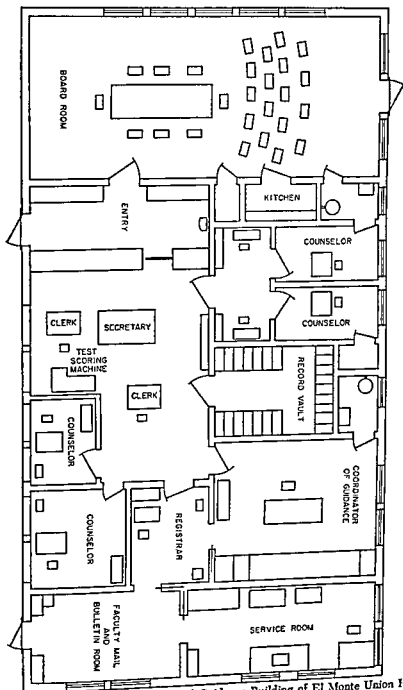 BOARD ROOM
KITCHEN
ENTRY
COUNSELOR
COUNSELOR
CLERK
SECRETARY
TEST
SCORING
MACHINE
CLERK
RECORD VAULT
COUNSELOR
COORDINATOR
OF GUIDANCE
COUNSELOR
REGISTRAR
FACULTY MAIL
AND
BULLETIN ROOM
SERVICE ROOM
Building of El Monte Union